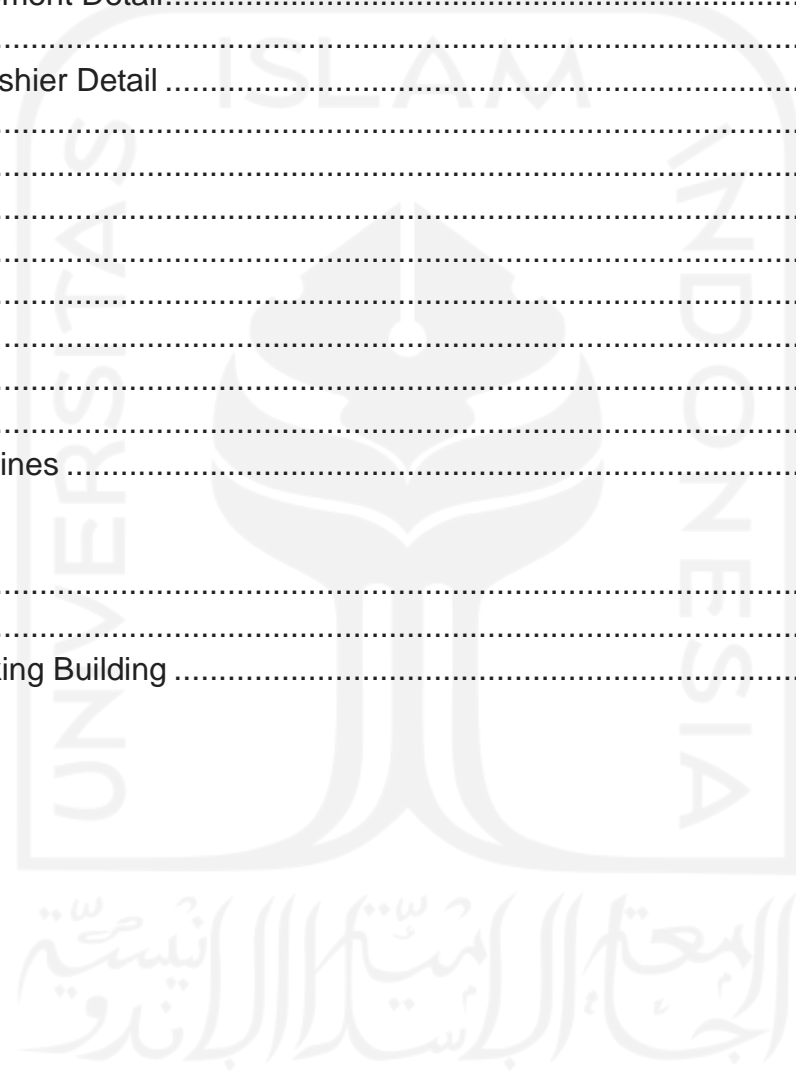 ment Detail..........................................................................
..........................................................................................
ISLAM
shier Detail ..........................................................................
..........................................................................................
..........................................................................................
..........................................................................................
..........................................................................................
..........................................................................................
..........................................................................................
..........................................................................................
..........................................................................................
ines ..........................................................................
..........................................................................................
..........................................................................................
king Building ..........................................................................
UNIVERSITAS
INDONESIA